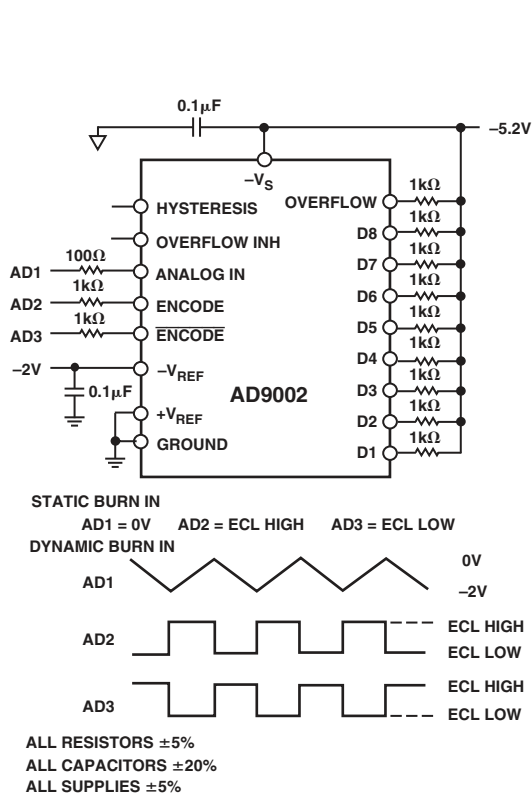 0.1μF
–5.2V
–VS
HYSTERESIS
OVERFLOW
1kΩ
OVERFLOW INH
D8
1kΩ
AD1
100Ω
ANALOG IN
D7
1kΩ
AD2
1kΩ
ENCODE
D6
1kΩ
AD3
1kΩ
ENCODE
D5
1kΩ
–2V
–VREF
D4
1kΩ
0.1μF
AD9002
D3
1kΩ
+VREF
D2
1kΩ
GROUND
D1
1kΩ
STATIC BURN IN
AD1 = 0V AD2 = ECL HIGH AD3 = ECL LOW
DYNAMIC BURN IN
AD1
0V
–2V
AD2
ECL HIGH
ECL LOW
AD3
ECL HIGH
ECL LOW
ALL RESISTORS ±5%
ALL CAPACITORS ±20%
ALL SUPPLIES ±5%